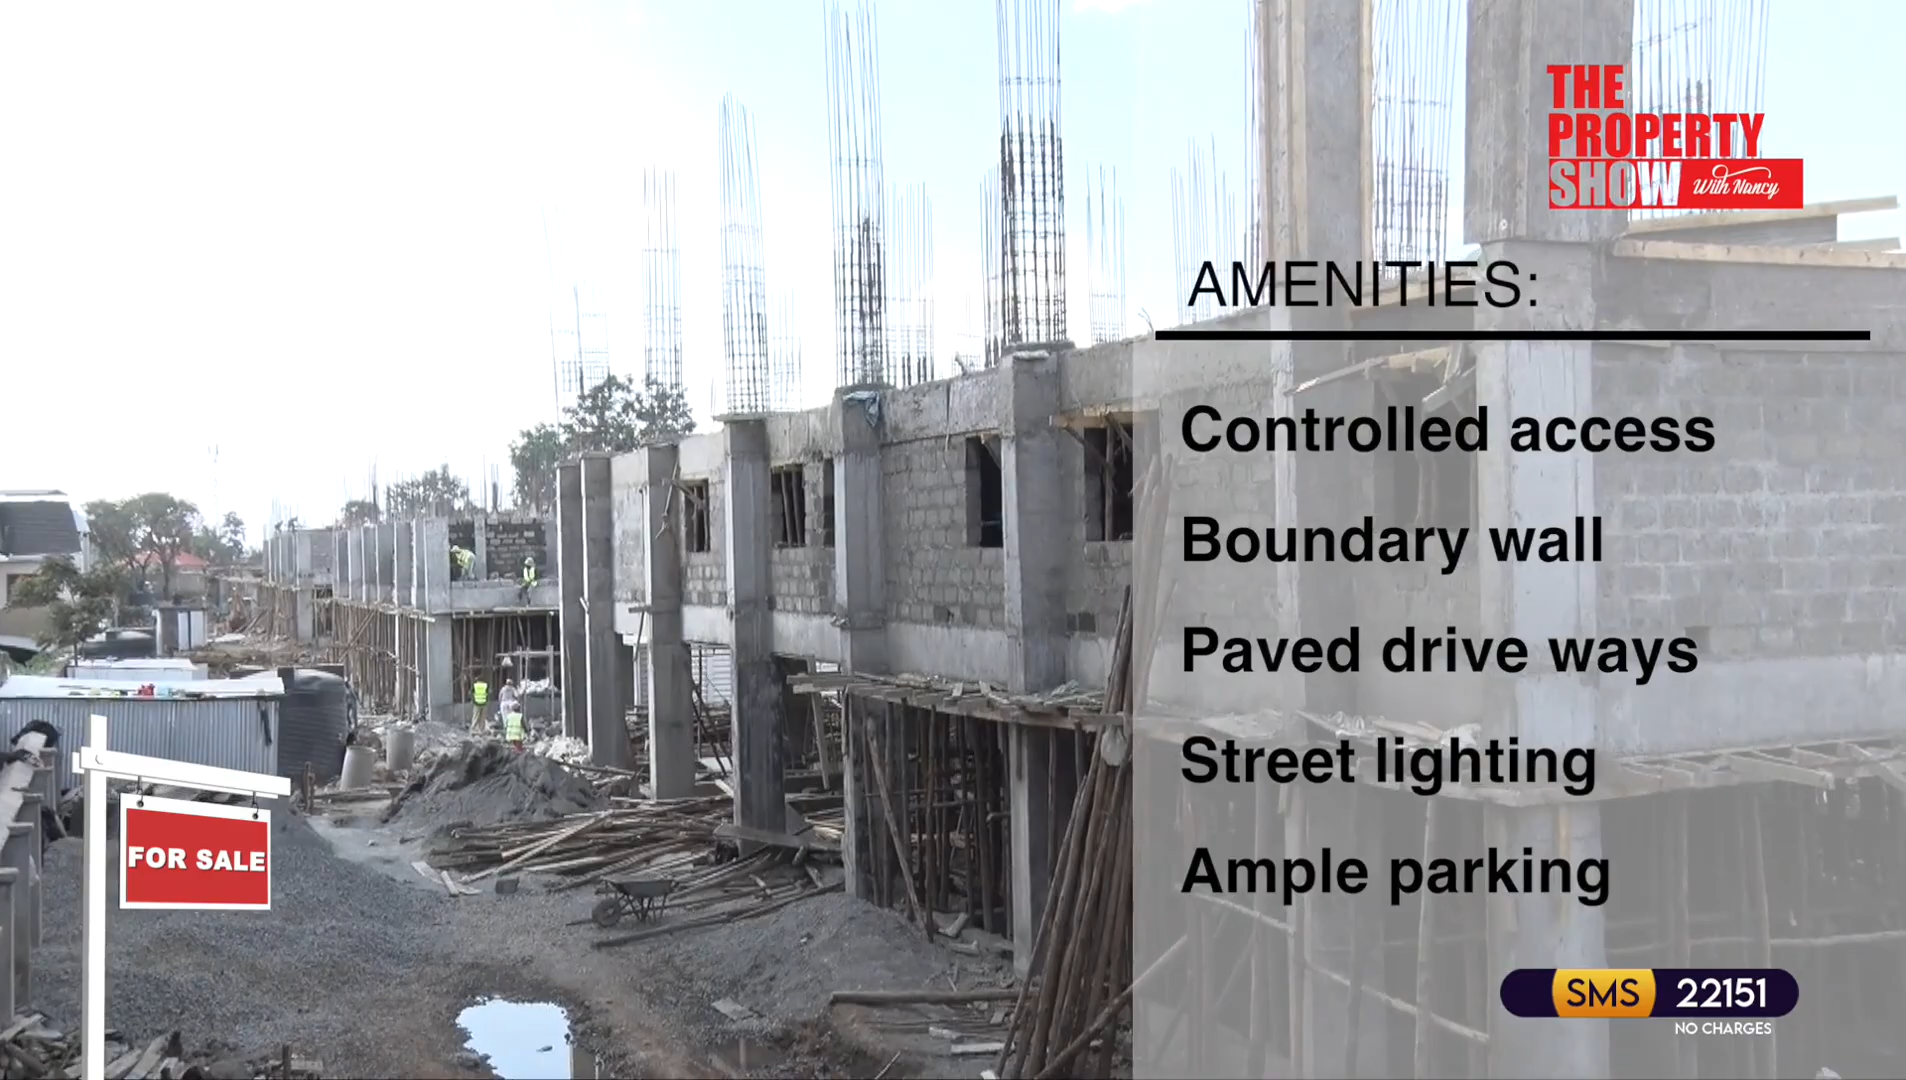 THE
PROPERTY
SHOW With Nancy
AMENITIES:
Controlled access
Boundary wall
Paved drive ways
Street lighting
Ample parking
FOR SALE
SMS 22151
NO CHARGES